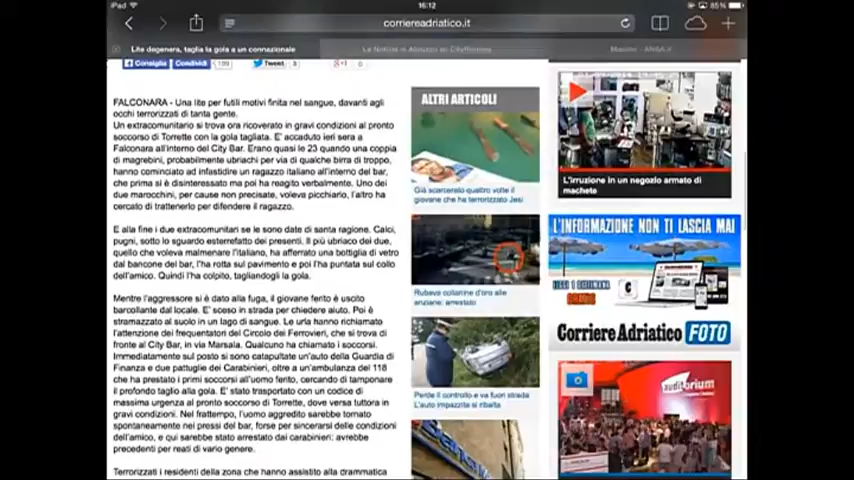 iPad
16:12
85%
corriereadriatico.it
Lite degenera, taglia la gola a un connazionale
Consiglia
Condividi
199
Tweet
3
0
FALCONARA - Una lite per futili motivi finita nel sangue, davanti agli
occhi terrorizzati di tanta gente.
Un extracomunitario si trova ora ricoverato in gravi condizioni al pronto
soccorso di Torrette con la gola tagliata. E' accaduto ieri sera a
Falconara all'interno del City Bar. Erano quasi le 23 quando una coppia
di magrebini, probabilmente ubriachi per via di qualche birra di troppo,
hanno cominciato ad infastidire un ragazzo italiano all'interno del bar,
che prima si è disinteressato ma poi ha reagito verbalmente. Uno dei
due marocchini, per cause non precisate, voleva picchiarlo, l'altro ha
cercato di trattenerlo per difendere il ragazzo.
E alla fine i due extracomunitari se le sono date di santa ragione. Calci,
pugni, sotto lo sguardo esterrefatto dei presenti. Il più ubriaco dei due,
quello che voleva malmenare l'italiano, ha afferrato una bottiglia di vetro
dal bancone del bar, l'ha rotta sul pavimento e poi l'ha puntata sul collo
dell'amico. Quindi l'ha colpito, tagliandogli la gola.
Mentre l'aggressore si è dato alla fuga, il giovane ferito è uscito
barcollante dal locale. E' sceso in strada per chiedere aiuto. Poi è
stramazzato al suolo in un lago di sangue. Le urla hanno richiamato
l'attenzione dei frequentatori del Circolo dei Ferrovieri, che si trova di
fronte al City Bar, in via Marsala. Qualcuno ha chiamato i soccorsi.
Immediatamente sul posto si sono catapultate un'auto della Guardia di
Finanza e due pattuglie dei Carabinieri, oltre a un'ambulanza del 118
che ha prestato i primi soccorsi all'uomo ferito, cercando di tamponare
il profondo taglio alla gola. E' stato trasportato con un codice di
massima urgenza al pronto soccorso di Torrette, dove versa tuttora in
gravi condizioni. Nel frattempo, l'uomo aggredito sarebbe tornato
spontaneamente nei pressi del bar, forse per sincerarsi delle condizioni
dell'amico, e qui sarebbe stato arrestato dai carabinieri: avrebbe
precedenti per reati di vario genere.
Terrorizzati i residenti della zona che hanno assistito alla drammatica
ALTRI ARTICOLI
Già scarcerato quattro volte il
giovane che ha terrorizzato Jesi
Rubava collanine d'oro alle
anziane: arrestato
Perde il controllo e va fuori strada
L'auto impazzita si ribalta
L'irruzione in un negozio armato di
machete
L'INFORMAZIONE NON TI LASCIA MAI
CorriereAdriatico FOTO
auditorium